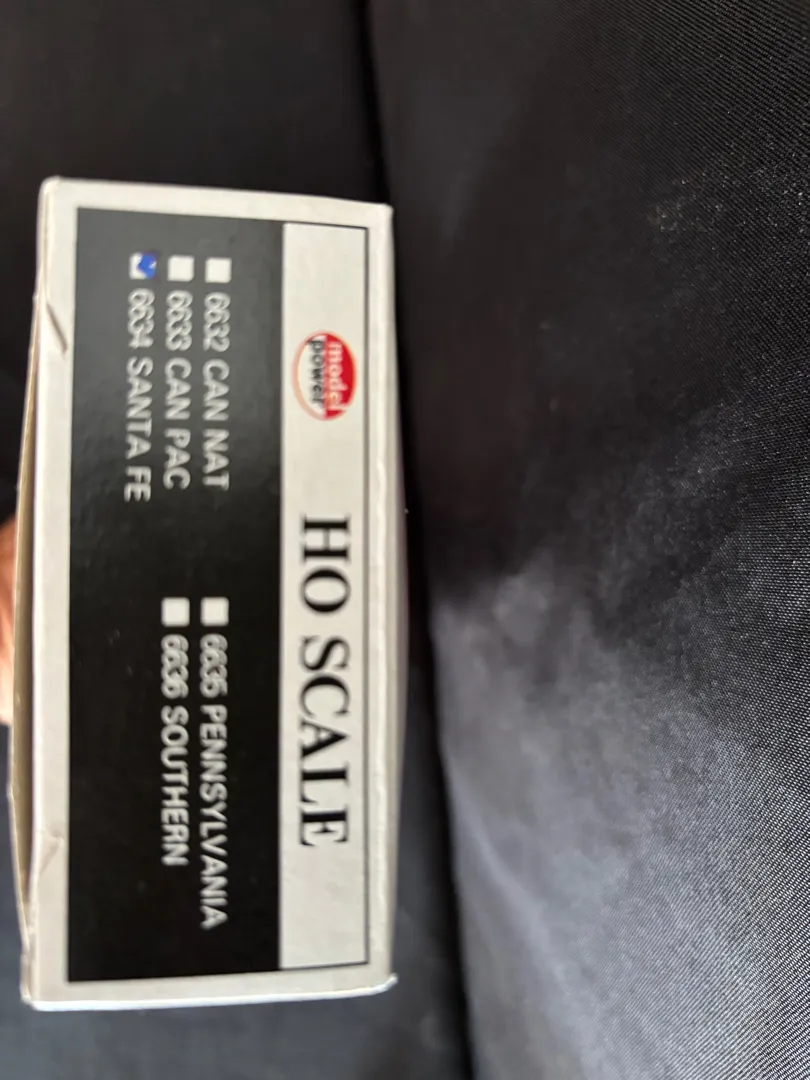 model
power
HO SCALE
6632 CAN NAT
6633 CAN PAC
6634 SANTA FE
6635 PENNSYLVANIA
6636 SOUTHERN